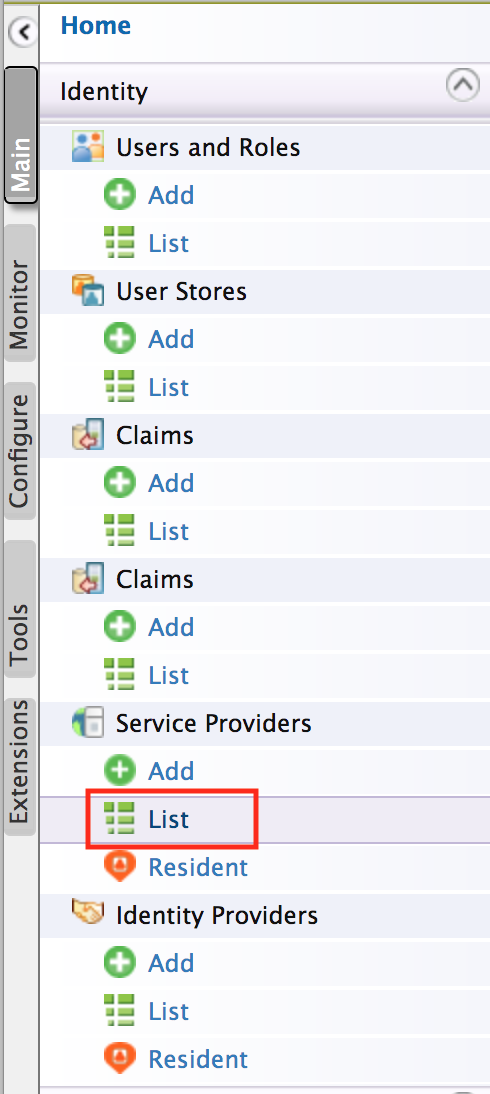 Home
Identity
Users and Roles
Add
List
User Stores
Add
List
Claims
Add
List
Claims
Add
List
Service Providers
Add
List
Resident
Identity Providers
Add
List
Resident
Main
Monitor
Configure
Tools
Extensions